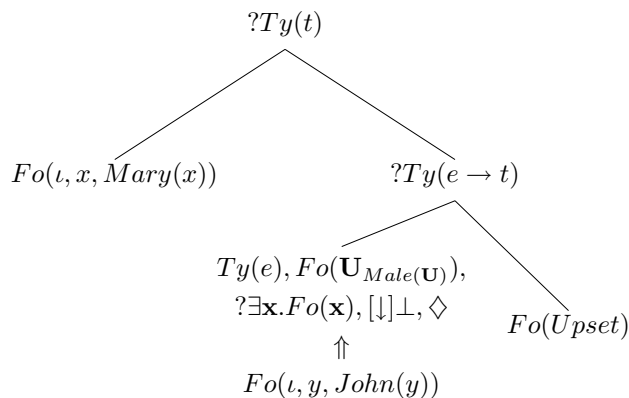 ?Ty(t)
Fo(ι, x, Mary(x))
?Ty(e → t)
Ty(e), Fo(U_{Male(U)}),
?∃x.Fo(x), [↓]⊥, ◇
Fo(Upset)
⇑
Fo(ι, y, John(y))